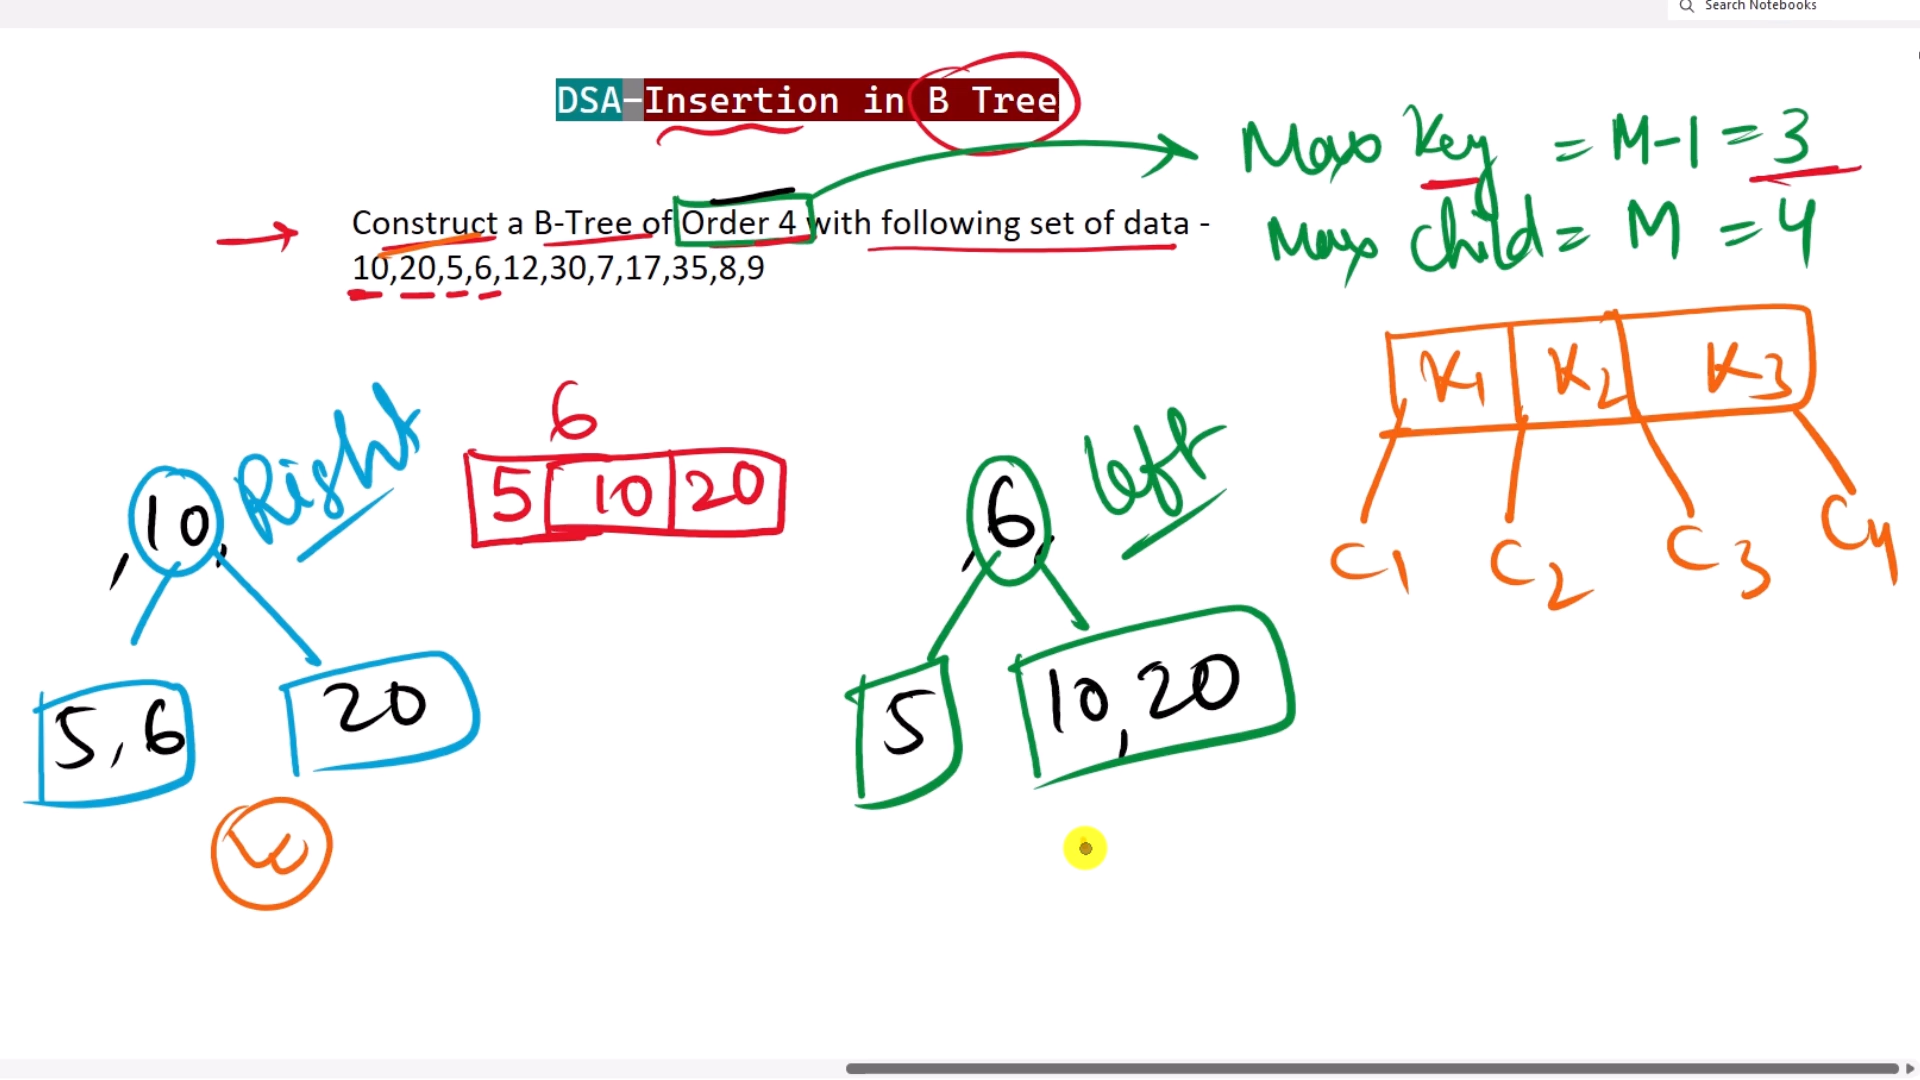 Search Notebooks
DSA-Insertion in B Tree
Max Key = M-1 = 3
Construct a B-Tree of Order 4 with following set of data -
Max Child = M = 4
10,20,5,6,12,30,7,17,35,8,9
K1 K2 K3
6
Right
Left
5 10 20
10
6
C1 C2 C3 C4
5,6
20
5
10,20